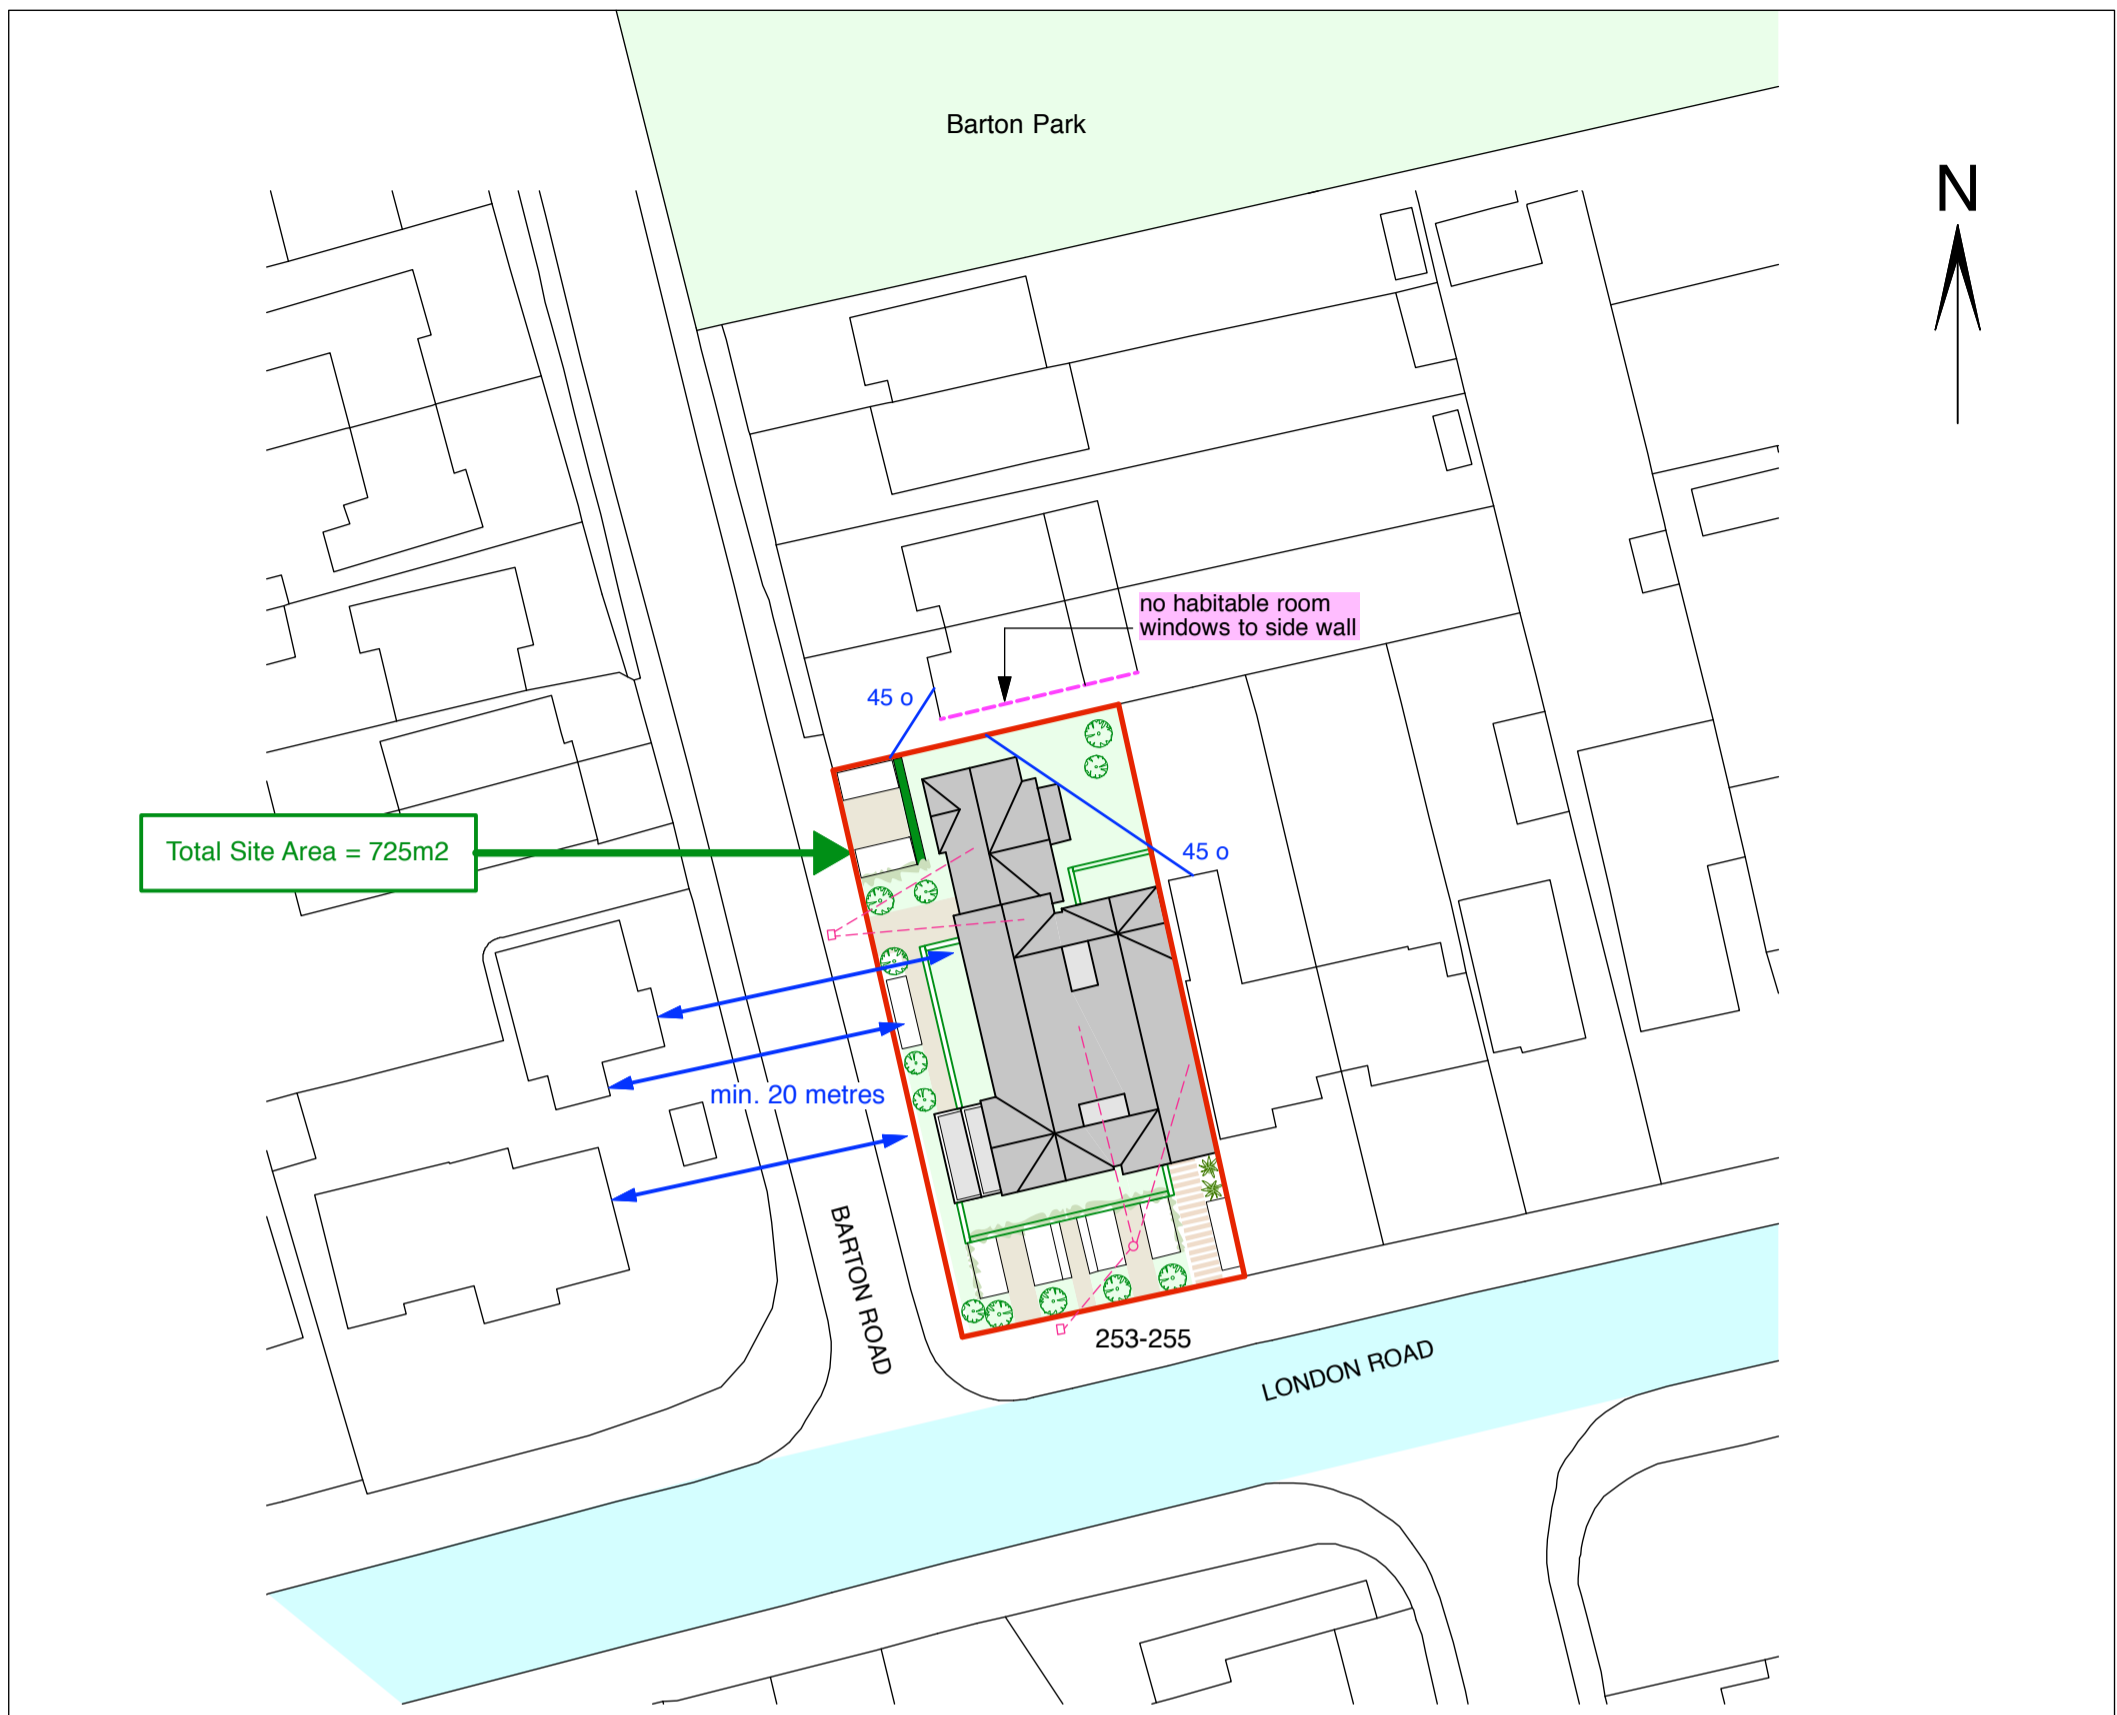 Barton Park
N
no habitable room
windows to side wall
45 o
Total Site Area = 725m2
45 o
min. 20 metres
BARTON ROAD
253-255
LONDON ROAD